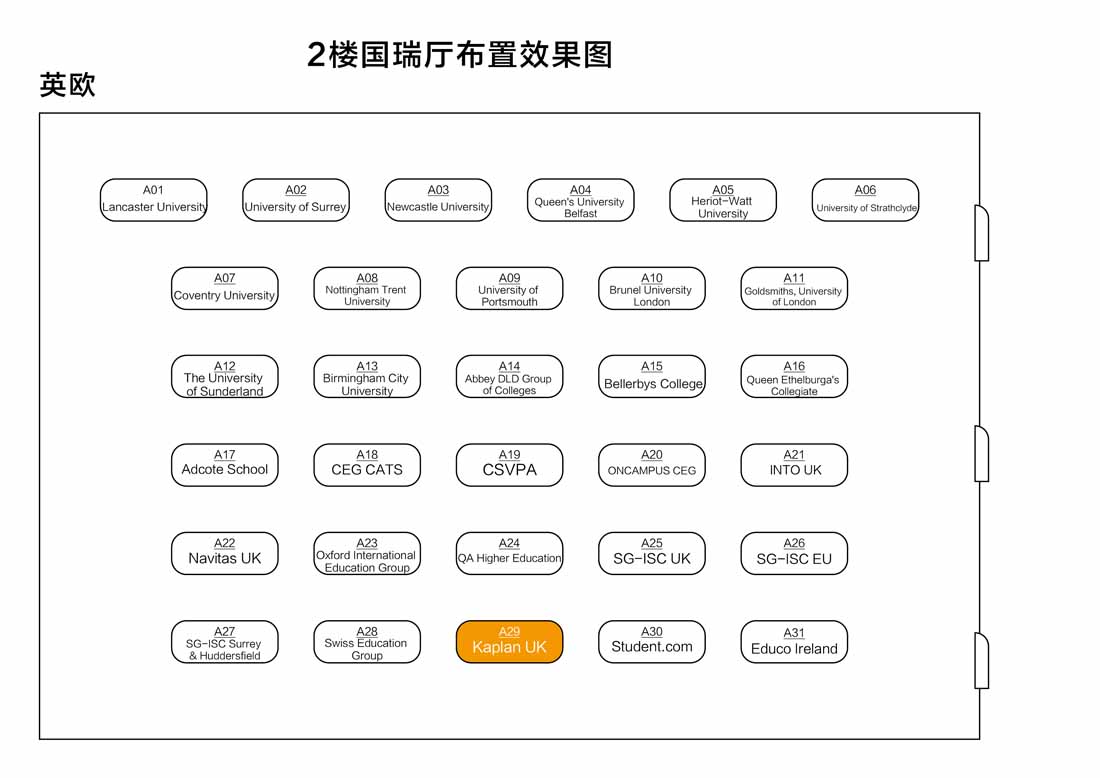 2楼国瑞厅布置效果图
英欧
A01
Lancaster University
A02
University of Surrey
A03
Newcastle University
A04
Queen's University
Belfast
A05
Heriot-Watt
University
A06
University of Strathclyde
A07
Coventry University
A08
Nottingham Trent
University
A09
University of
Portsmouth
A10
Brunel University
London
A11
Goldsmiths, University
of London
A12
The University
of Sunderland
A13
Birmingham City
University
A14
Abbey DLD Group
of Colleges
A15
Bellerbys College
A16
Queen Ethelburga's
Collegiate
A17
Adcote School
A18
CEG CATS
A19
CSVPA
A20
ONCAMPUS CEG
A21
INTO UK
A22
Navitas UK
A23
Oxford International
Education Group
A24
QA Higher Education
A25
SG-ISC UK
A26
SG-ISC EU
A27
SG-ISC Surrey
& Huddersfield
A28
Swiss Education
Group
A29
Kaplan UK
A30
Student.com
A31
Educo Ireland